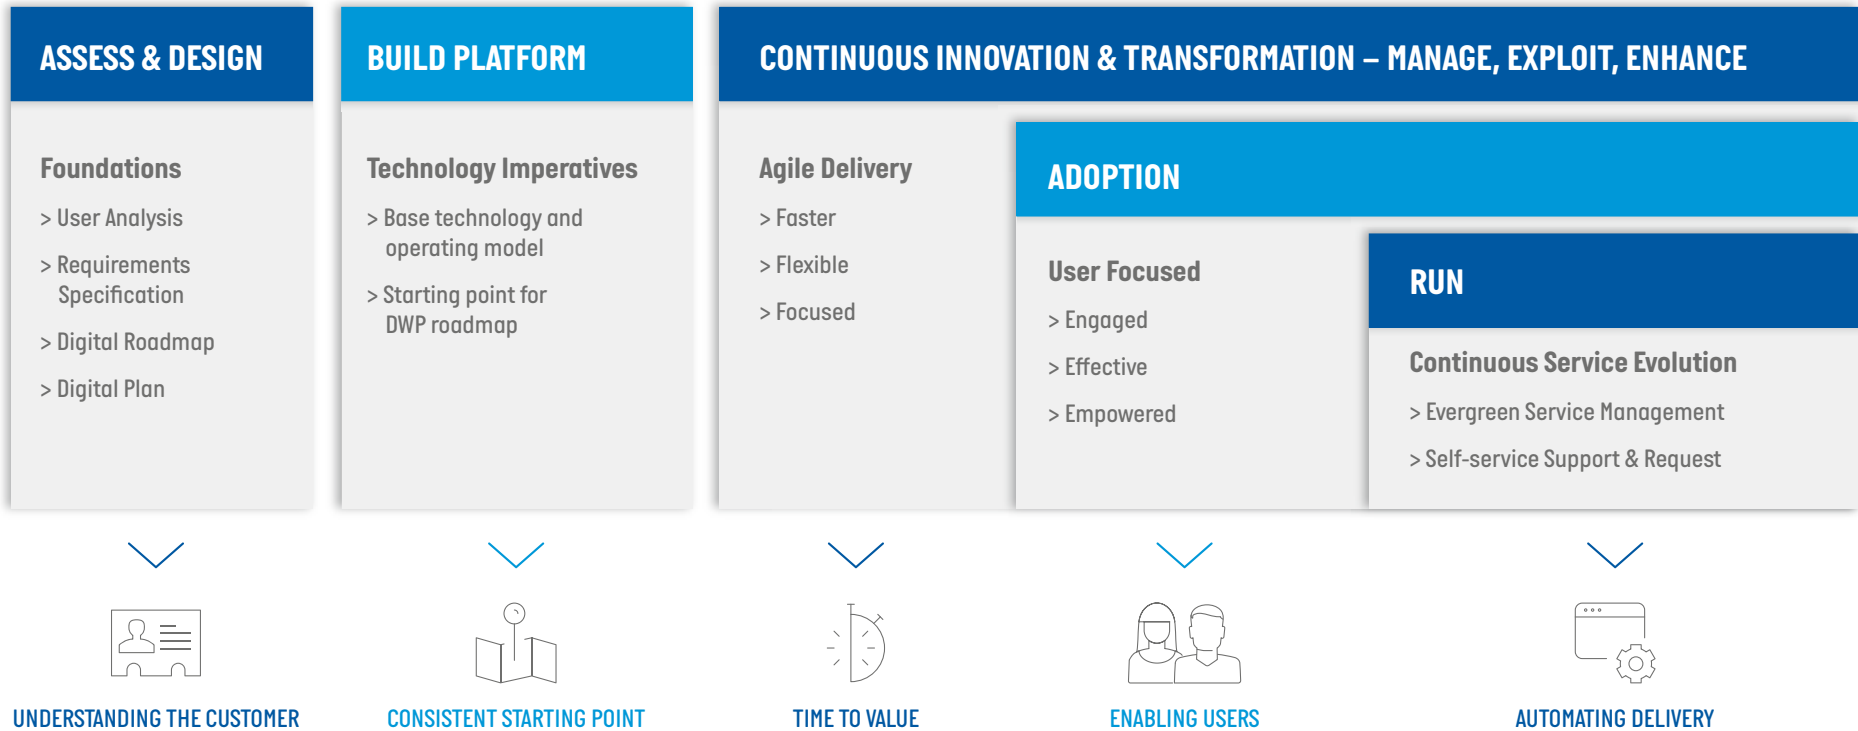 ASSESS & DESIGN
Foundations
> User Analysis
> Requirements
Specification
> Digital Roadmap
> Digital Plan
UNDERSTANDING THE CUSTOMER
BUILD PLATFORM
Technology Imperatives
> Base technology and
operating model
> Starting point for
DWP roadmap
CONSISTENT STARTING POINT
CONTINUOUS INNOVATION & TRANSFORMATION – MANAGE, EXPLOIT, ENHANCE
Agile Delivery
> Faster
> Flexible
> Focused
TIME TO VALUE
ADOPTION
User Focused
> Engaged
> Effective
> Empowered
ENABLING USERS
RUN
Continuous Service Evolution
> Evergreen Service Management
> Self-service Support & Request
AUTOMATING DELIVERY